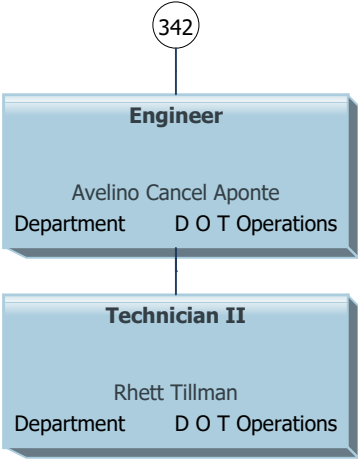 342
Engineer
Avelino Cancel Aponte
Department D O T Operations
Technician II
Rhett Tillman
Department D O T Operations